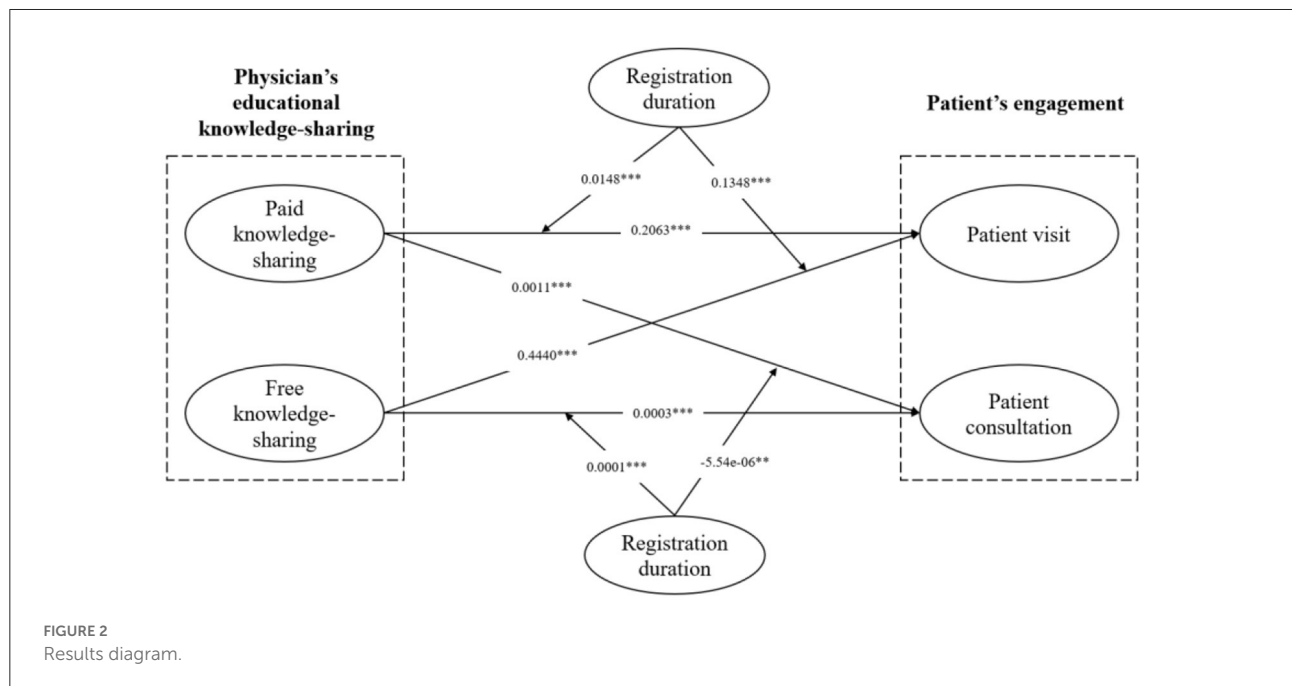 Physician's
educational
knowledge-sharing
Registration
duration
Patient's engagement
0.0148***
0.1348***
Paid
knowledge-
sharing
0.2063***
Patient visit
0.0011***
0.4440***
Free
knowledge-
sharing
0.0003***
Patient
consultation
0.0001***
-5.54e-06**
Registration
duration
FIGURE 2
Results diagram.